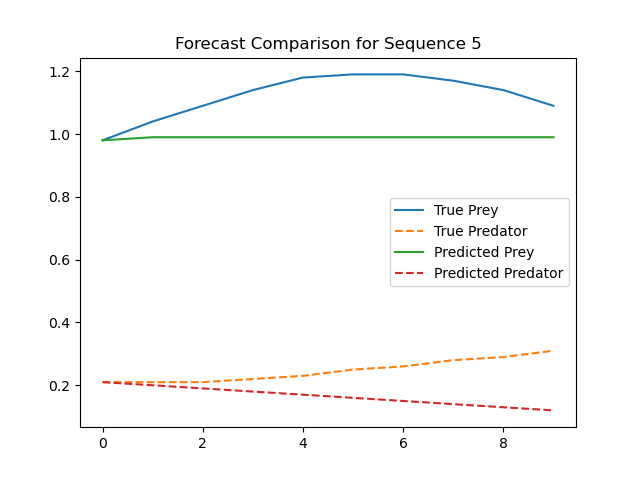 Forecast Comparison for Sequence 5
1.2
1.0
0.8
0.6
0.4
0.2
True Prey
True Predator
Predicted Prey
Predicted Predator
0 2 4 6 8